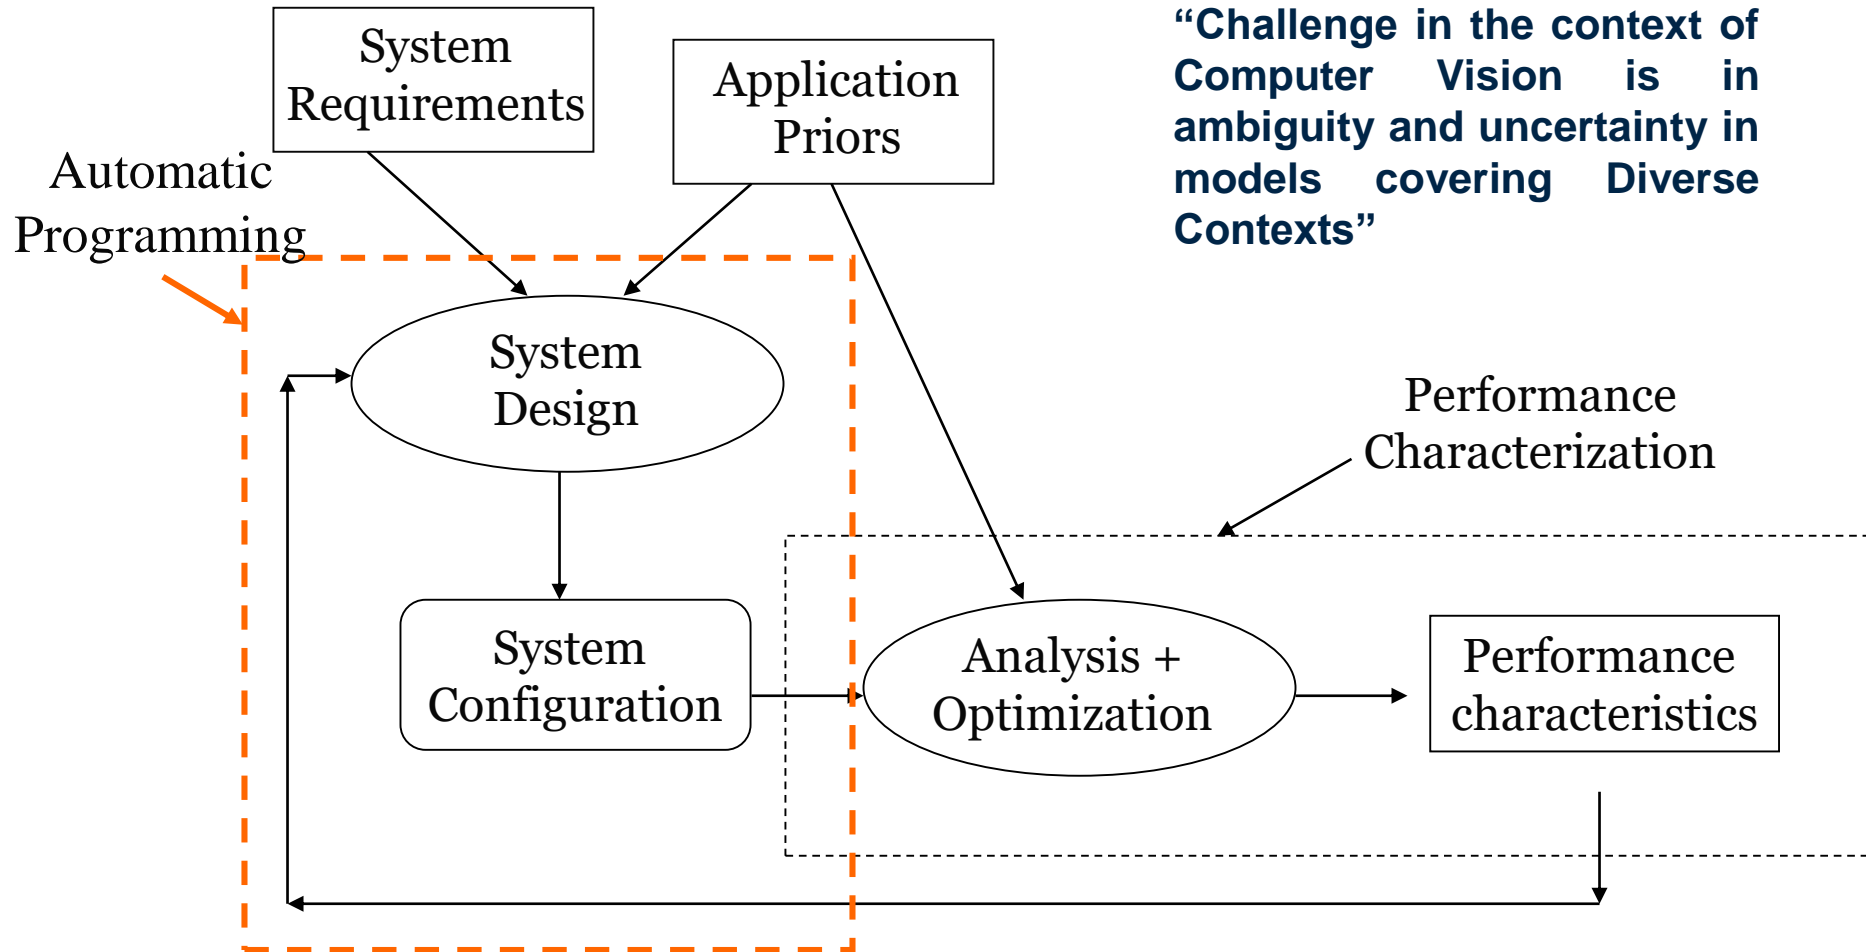 System
Requirements
Application
Priors
“Challenge in the context of
Computer Vision is in
ambiguity and uncertainty in
models covering Diverse
Contexts”
Automatic
Programming
System
Design
Performance
Characterization
System
Configuration
Analysis +
Optimization
Performance
characteristics